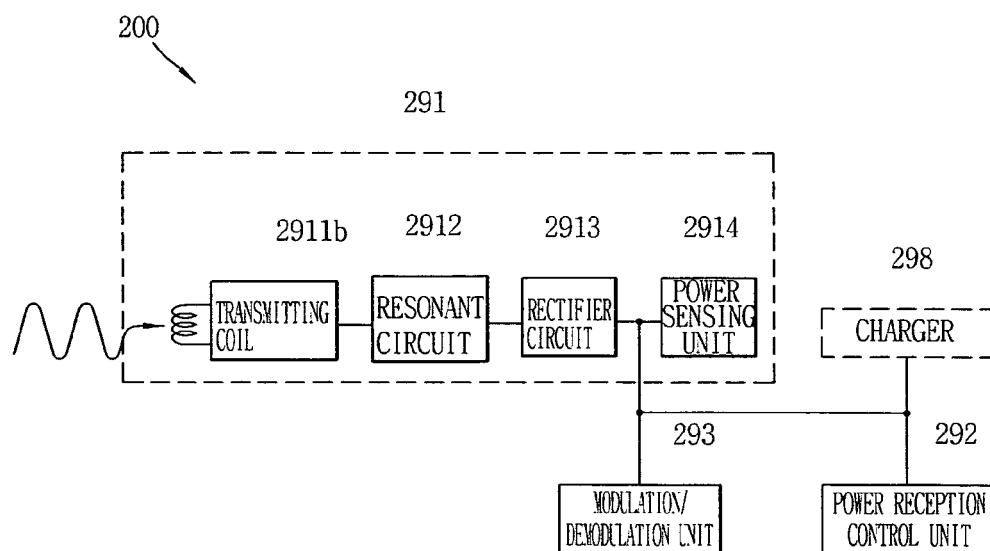 200
291
2911b
2912
2913
2914
298
TRANSMITTING
COIL
RESONANT
CIRCUIT
RECTIFIER
CIRCUIT
POWER
SENSING
UNIT
CHARGER
293
292
MODULATION/
DEMODULATION UNIT
POWER RECEPTION
CONTROL UNIT